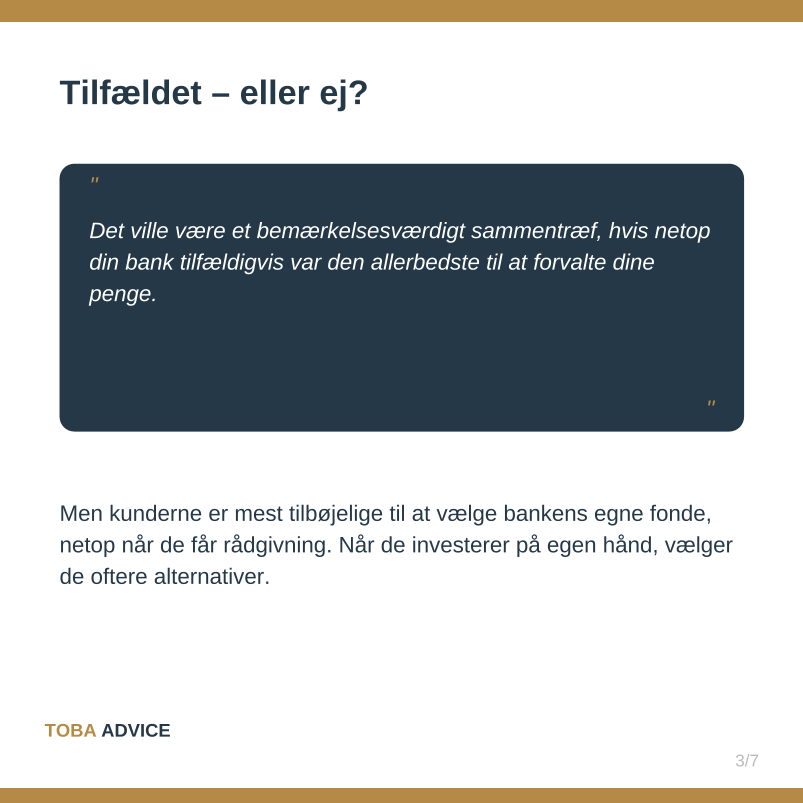 Tilfældet – eller ej?
"
Det ville være et bemærkelsesværdigt sammentræf, hvis netop
din bank tilfældigvis var den allerbedste til at forvalte dine
penge.
"
Men kunderne er mest tilbøjelige til at vælge bankens egne fonde,
netop når de får rådgivning. Når de investerer på egen hånd, vælger
de oftere alternativer.
TOBA ADVICE
3/7